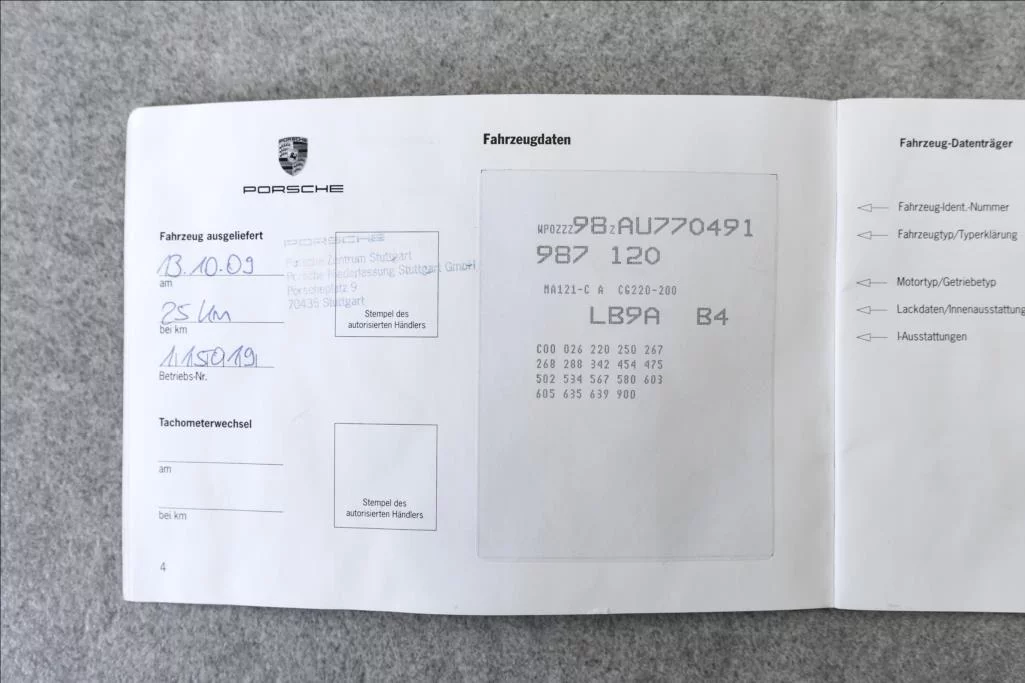 PORSCHE
PORSCHE
Fahrzeug ausgeliefert
13.10.09
am
25 km
bei km
1150191
Betriebs-Nr.
PORSCHE
Porsche Zentrum Stuttgart
Porsche Niederlassung Stuttgart GmbH
Porscheplatz 9
70435 Stuttgart
Stempel des
autorisierten Händlers
Tachometerwechsel
am
bei km
Stempel des
autorisierten Händlers
4
Fahrzeugdaten
WP0ZZZ98ZAU770491
987 120
MA121-C A CG220-200
LB9A B4
C00 026 220 250 267
268 288 342 454 475
502 534 567 580 603
605 635 639 900
Fahrzeug-Datenträger
Fahrzeug-Ident.-Nummer
Fahrzeugtyp/Typerklärung
Motortyp/Getriebetyp
Lackdaten/Innenausstattung
I-Ausstattungen